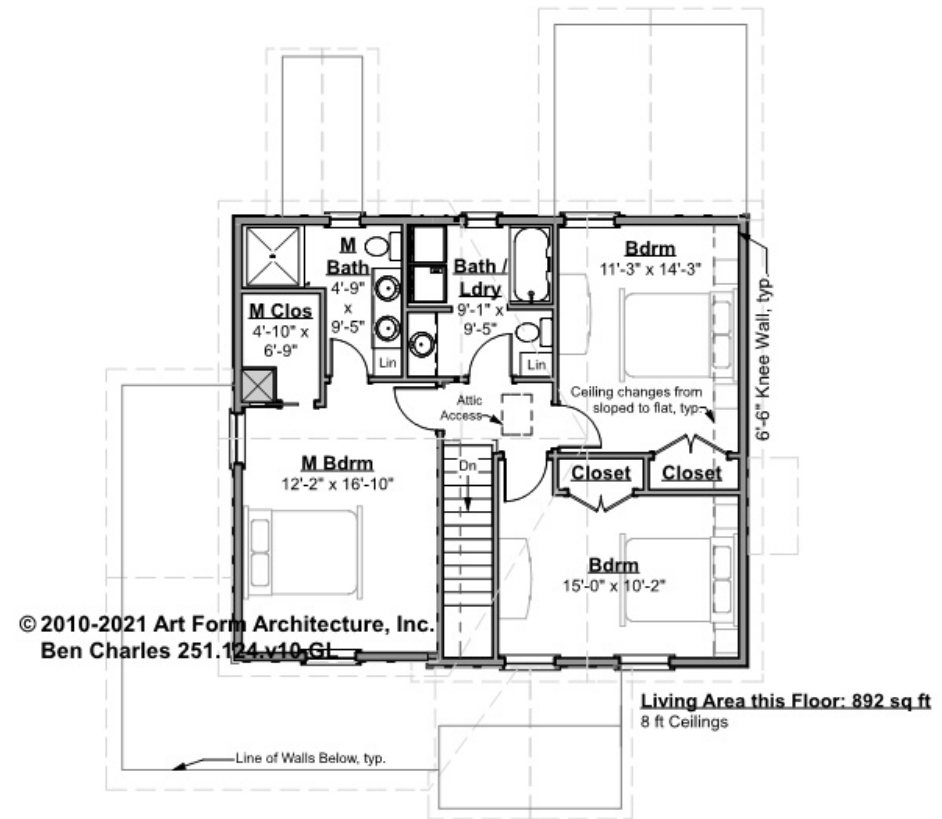 M
Bath
4'-9"
x
9'-5"
Bath /
Ldry
9'-1" x
9'-5"
Bdrm
11'-3" x 14'-3"
M Clos
4'-10" x
6'-9"
Lin
Lin
6'-6" Knee Wall, typ.
Attic
Access
Ceiling changes from
sloped to flat, typ.
M Bdrm
12'-2" x 16'-10"
Dn
Closet
Closet
Bdrm
15'-0" x 10'-2"
© 2010-2021 Art Form Architecture, Inc.
Ben Charles 251.124.v10 GL
Living Area this Floor: 892 sq ft
8 ft Ceilings
Line of Walls Below, typ.